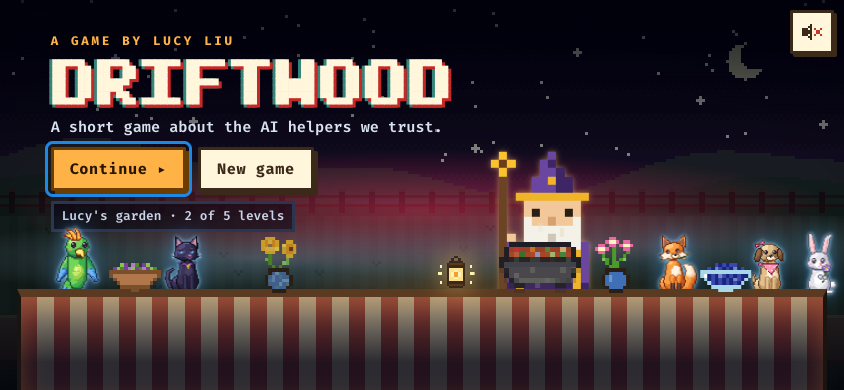 A GAME BY LUCY LIU
DRIFTWOOD
A short game about the AI helpers we trust.
Continue ▸
New game
Lucy's garden · 2 of 5 levels